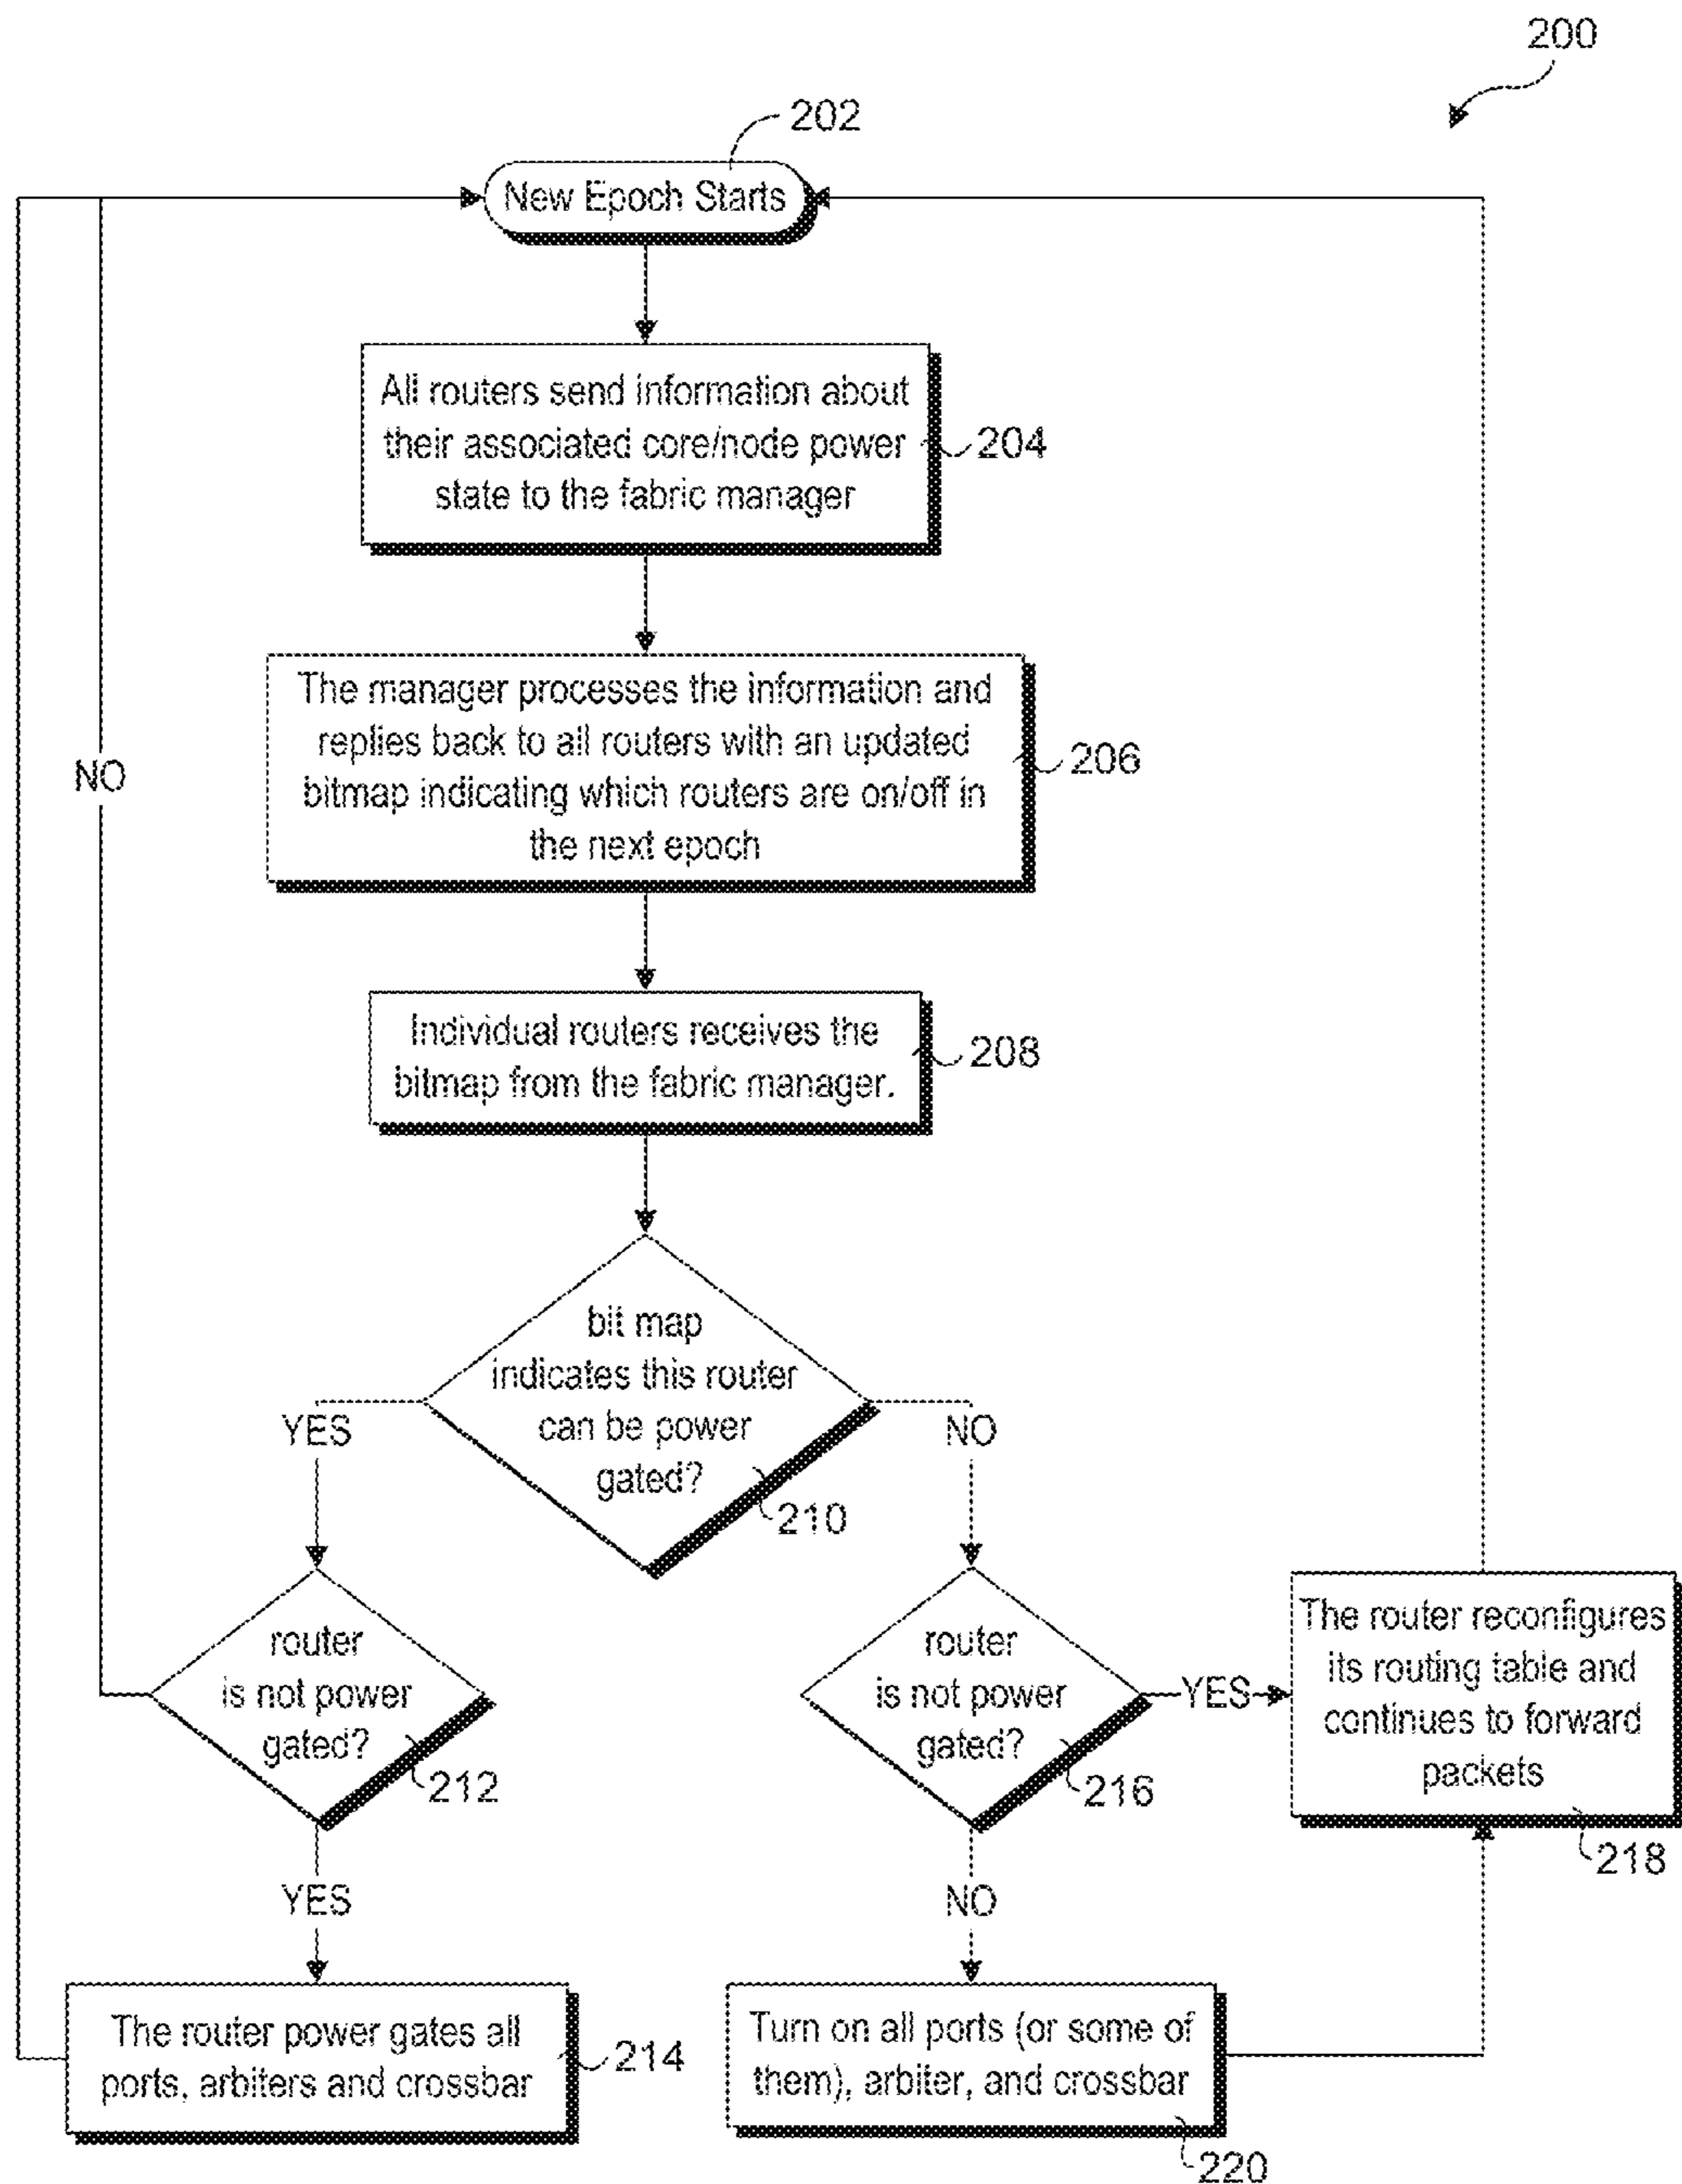 200
202
New Epoch Starts
All routers send information about
their associated core/node power
state to the fabric manager
204
The manager processes the information and
replies back to all routers with an updated
bitmap indicating which routers are on/off in
the next epoch
206
NO
Individual routers receives the
bitmap from the fabric manager.
208
bit map
indicates this router
can be power
gated?
210
YES
NO
router
is not power
gated?
212
router
is not power
gated?
216
YES
The router reconfigures
its routing table and
continues to forward
packets
218
YES
NO
The router power gates all
ports, arbiters and crossbar
214
Turn on all ports (or some of
them), arbiter, and crossbar
220